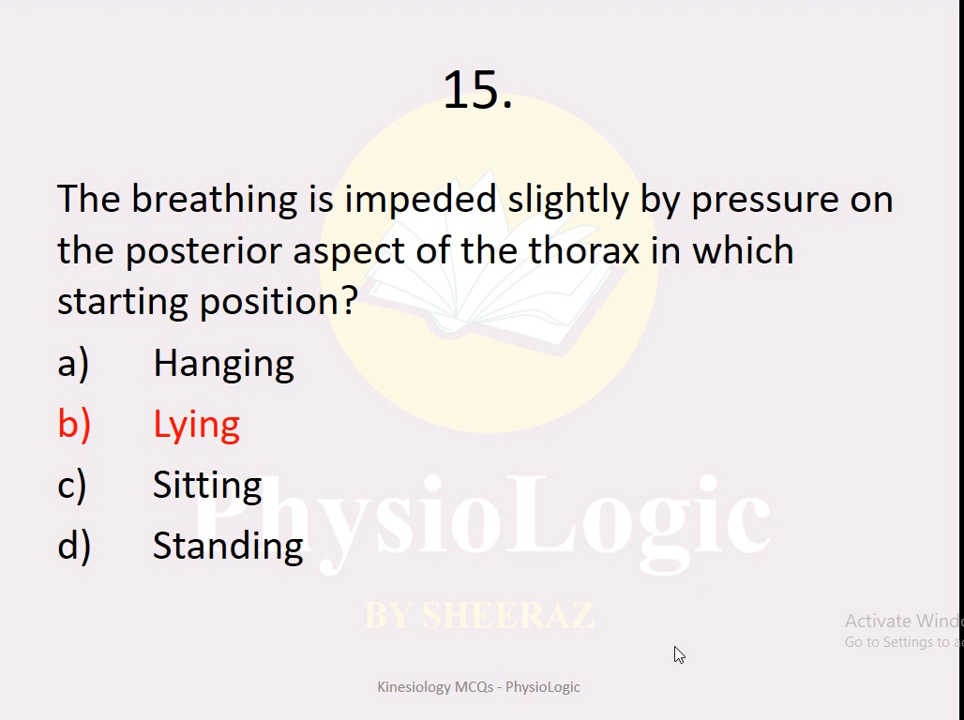 15.
The breathing is impeded slightly by pressure on
the posterior aspect of the thorax in which
starting position?
a) Hanging
b) Lying
c) Sitting
d) Standing
PhysioLogic
BY SHEERAZ
Activate
Go to Settings to
Kinesiology MCQs - PhysioLogic